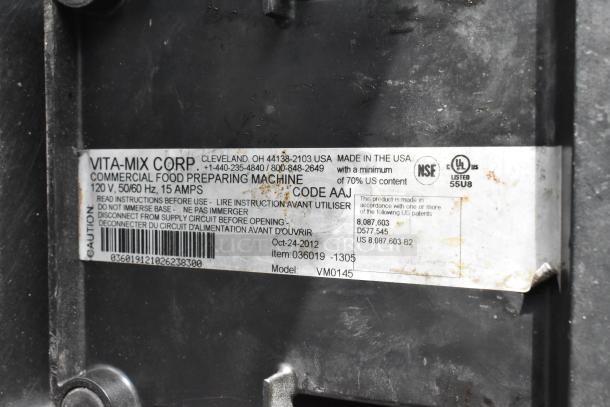 VITA-MIX CORP. CLEVELAND, OH 44138-2103 USA
+1-440-235-4840 / 800-848-2649
MADE IN THE USA
with a minimum
of 70% US content
COMMERCIAL FOOD PREPARING MACHINE
120 V, 50/60 Hz, 15 AMPS
CODE AAJ
NSF
C UL US
LISTED
55U8
CAUTION:
READ INSTRUCTIONS BEFORE USE - LIRE INSTRUCTION AVANT UTILISER
DO NOT IMMERSE BASE - NE PAS IMMERGER
DISCONNECT FROM SUPPLY CIRCUIT BEFORE OPENING -
DECONNECTER DU CIRCUIT D'ALIMENTATION AVANT D'OUVRIR
This product is made in
accordance with one or more
of the following US patents
8,087,603
D577,545
US 8,087,603-B2
036019121026238300
Oct-24-2012
Item: 036019 -1305
Model: VM0145